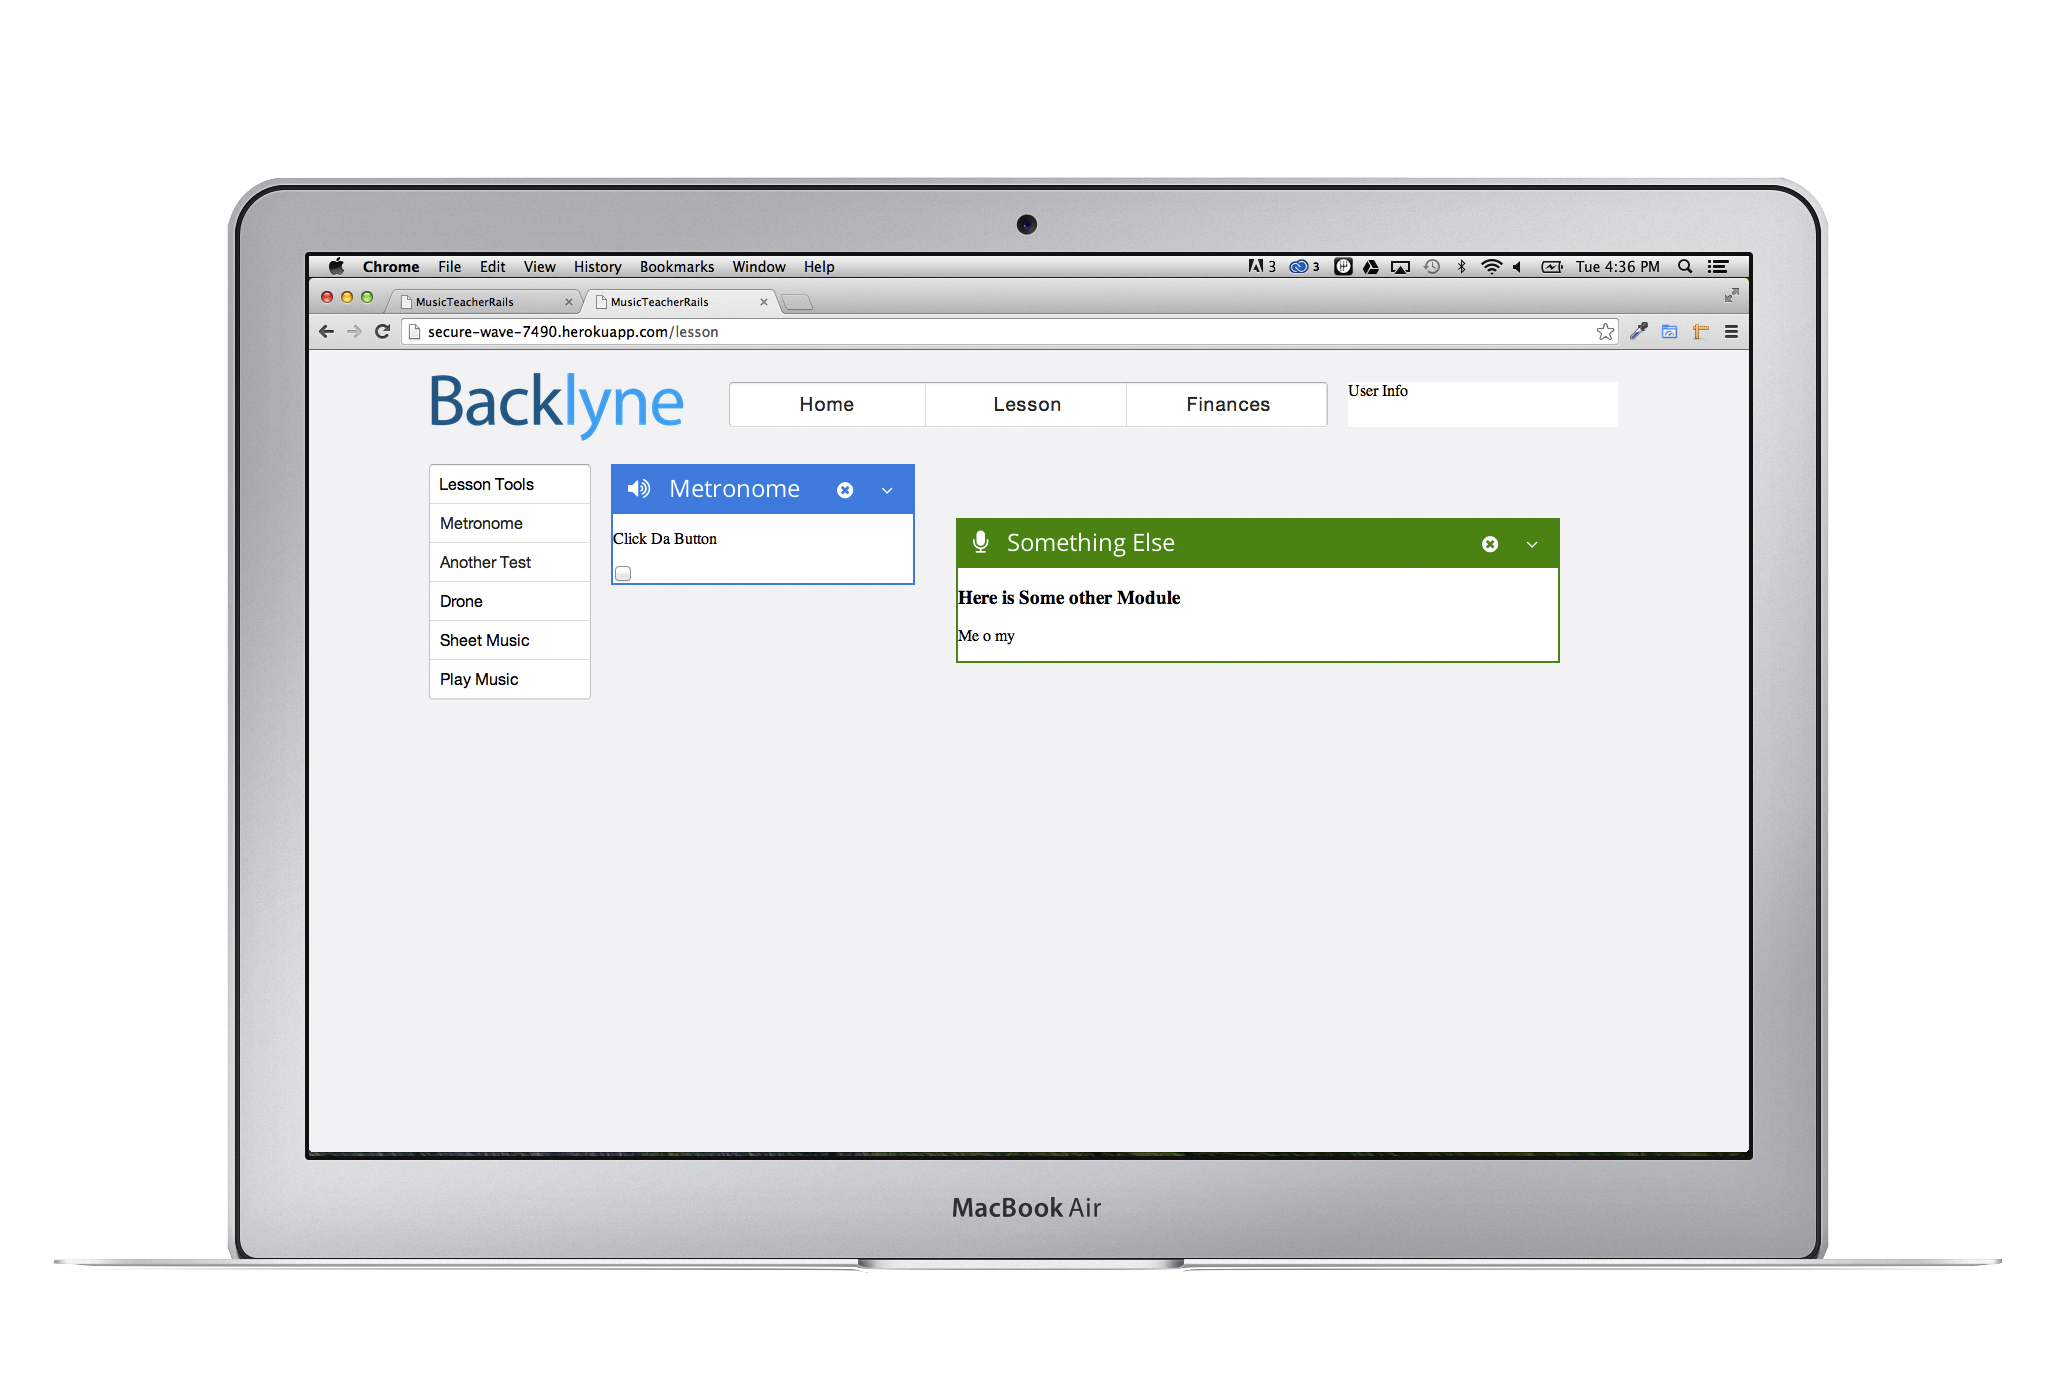 Chrome File Edit View History Bookmarks Window Help 3 3 Tue 4:36 PM
MusicTeacherRails MusicTeacherRails
secure-wave-7490.herokuapp.com/lesson
Backlyne Home Lesson Finances User Info
Lesson Tools
Metronome
Another Test
Drone
Sheet Music
Play Music
Metronome
Click Da Button
Something Else
Here is Some other Module
Me o my
MacBook Air